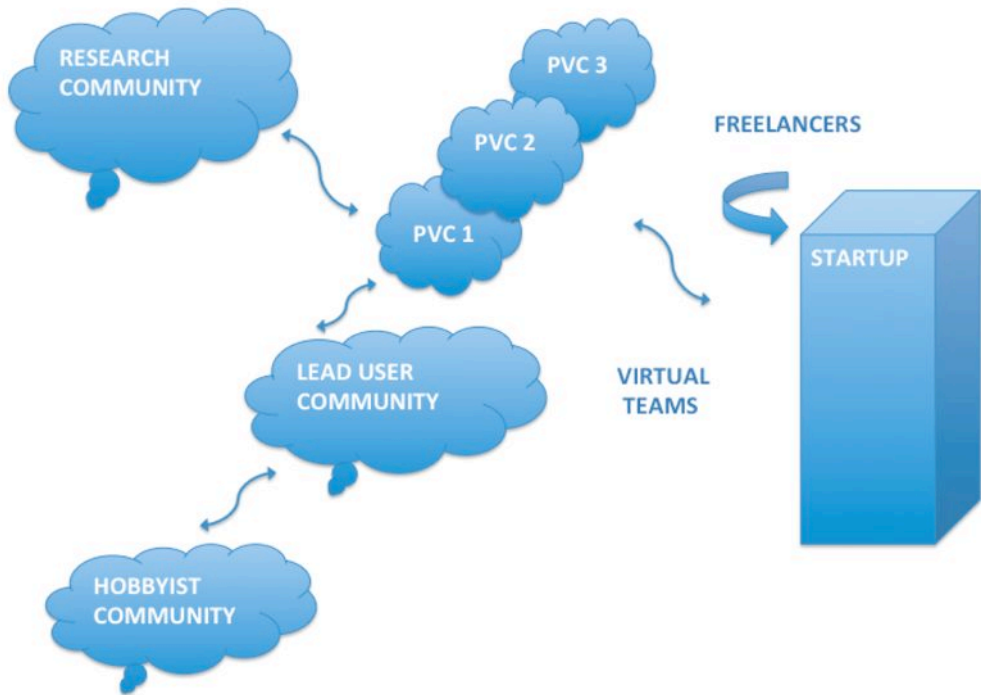 RESEARCH
COMMUNITY
PVC 3
PVC 2
PVC 1
FREELANCERS
STARTUP
LEAD USER
COMMUNITY
VIRTUAL
TEAMS
HOBBYIST
COMMUNITY